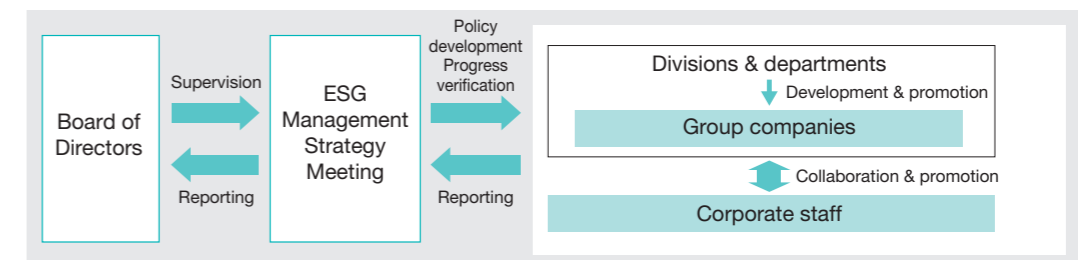 Board of
Directors
Supervision
Reporting
ESG
Management
Strategy
Meeting
Policy
development
Progress
verification
Reporting
Divisions & departments
Development & promotion
Group companies
Collaboration & promotion
Corporate staff